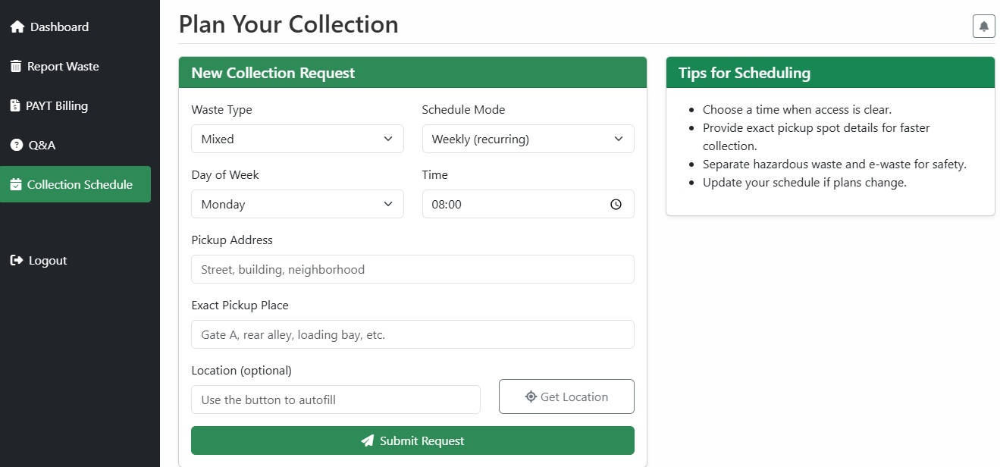 Dashboard
Report Waste
PAYT Billing
Q&A
Collection Schedule
Logout
Plan Your Collection
New Collection Request
Waste Type
Mixed
Schedule Mode
Weekly (recurring)
Day of Week
Monday
Time
08:00
Pickup Address
Street, building, neighborhood
Exact Pickup Place
Gate A, rear alley, loading bay, etc.
Location (optional)
Use the button to autofill
Get Location
Submit Request
Tips for Scheduling
Choose a time when access is clear.
Provide exact pickup spot details for faster
collection.
Separate hazardous waste and e-waste for safety.
Update your schedule if plans change.